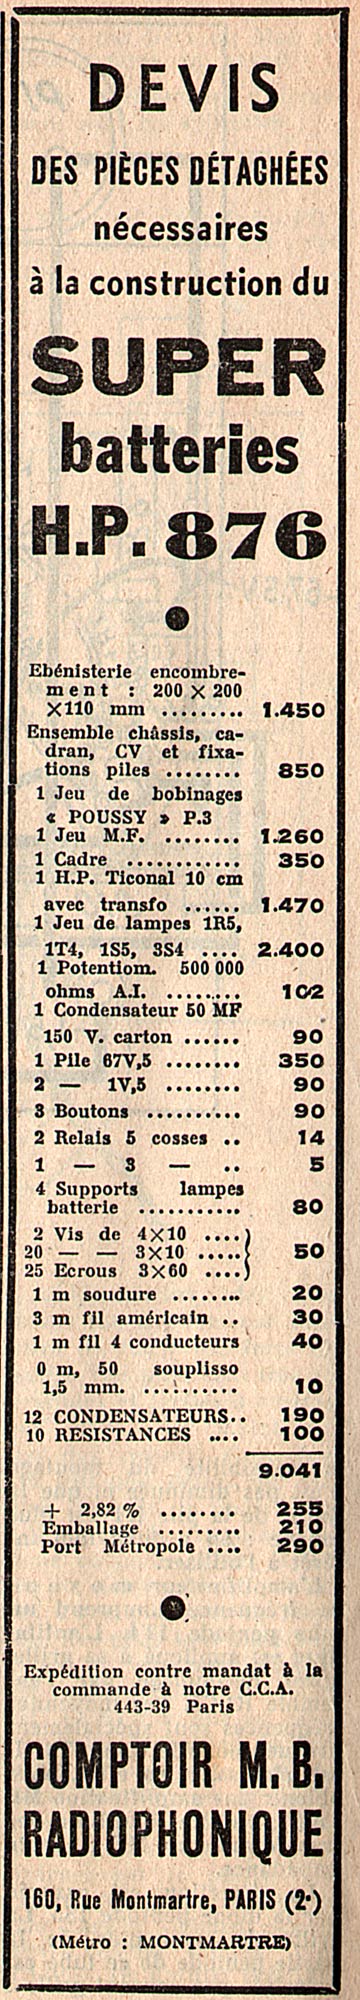 DEVIS
DES PIÈCES DÉTACHÉES
nécessaires
à la construction du
SUPER
batteries
H.P. 876
Ebénisterie encombre-
ment : 200 × 200
×110 mm ......... 1.450
Ensemble châssis, ca-
dran, CV et fixa-
tions piles ........ 850
1 Jeu de bobinages
« POUSSY » P.3
1 Jeu M.F. ........ 1.260
1 Cadre ............ 350
1 H.P. Ticonal 10 cm
avec transfo ...... 1.470
1 Jeu de lampes 1R5,
1T4, 1S5, 3S4 .... 2.400
1 Potentiom. 500 000
ohms A.I. ......... 102
1 Condensateur 50 MF
150 V. carton ...... 90
1 Pile 67V,5 ........ 350
2 — 1V,5 ........ 90
3 Boutons .......... 90
2 Relais 5 cosses .. 14
1 — 3 — .. 5
4 Supports lampes
batterie ........... 80
2 Vis de 4×10 ....
20 — — 3×10 ..... 50
25 Ecrous 3×60 ....
1 m soudure ........ 20
3 m fil américain .. 30
1 m fil 4 conducteurs 40
0 m, 50 souplisso
1,5 mm. .......... 10
12 CONDENSATEURS.. 190
10 RESISTANCES .... 100
9.041
+ 2,82 % ........ 255
Emballage ......... 210
Port Métropole .... 290
Expédition contre mandat à la
commande à notre C.C.A.
443-39 Paris
COMPTOIR M. B.
RADIOPHONIQUE
160, Rue Montmartre, PARIS (2e)
(Métro : MONTMARTRE)